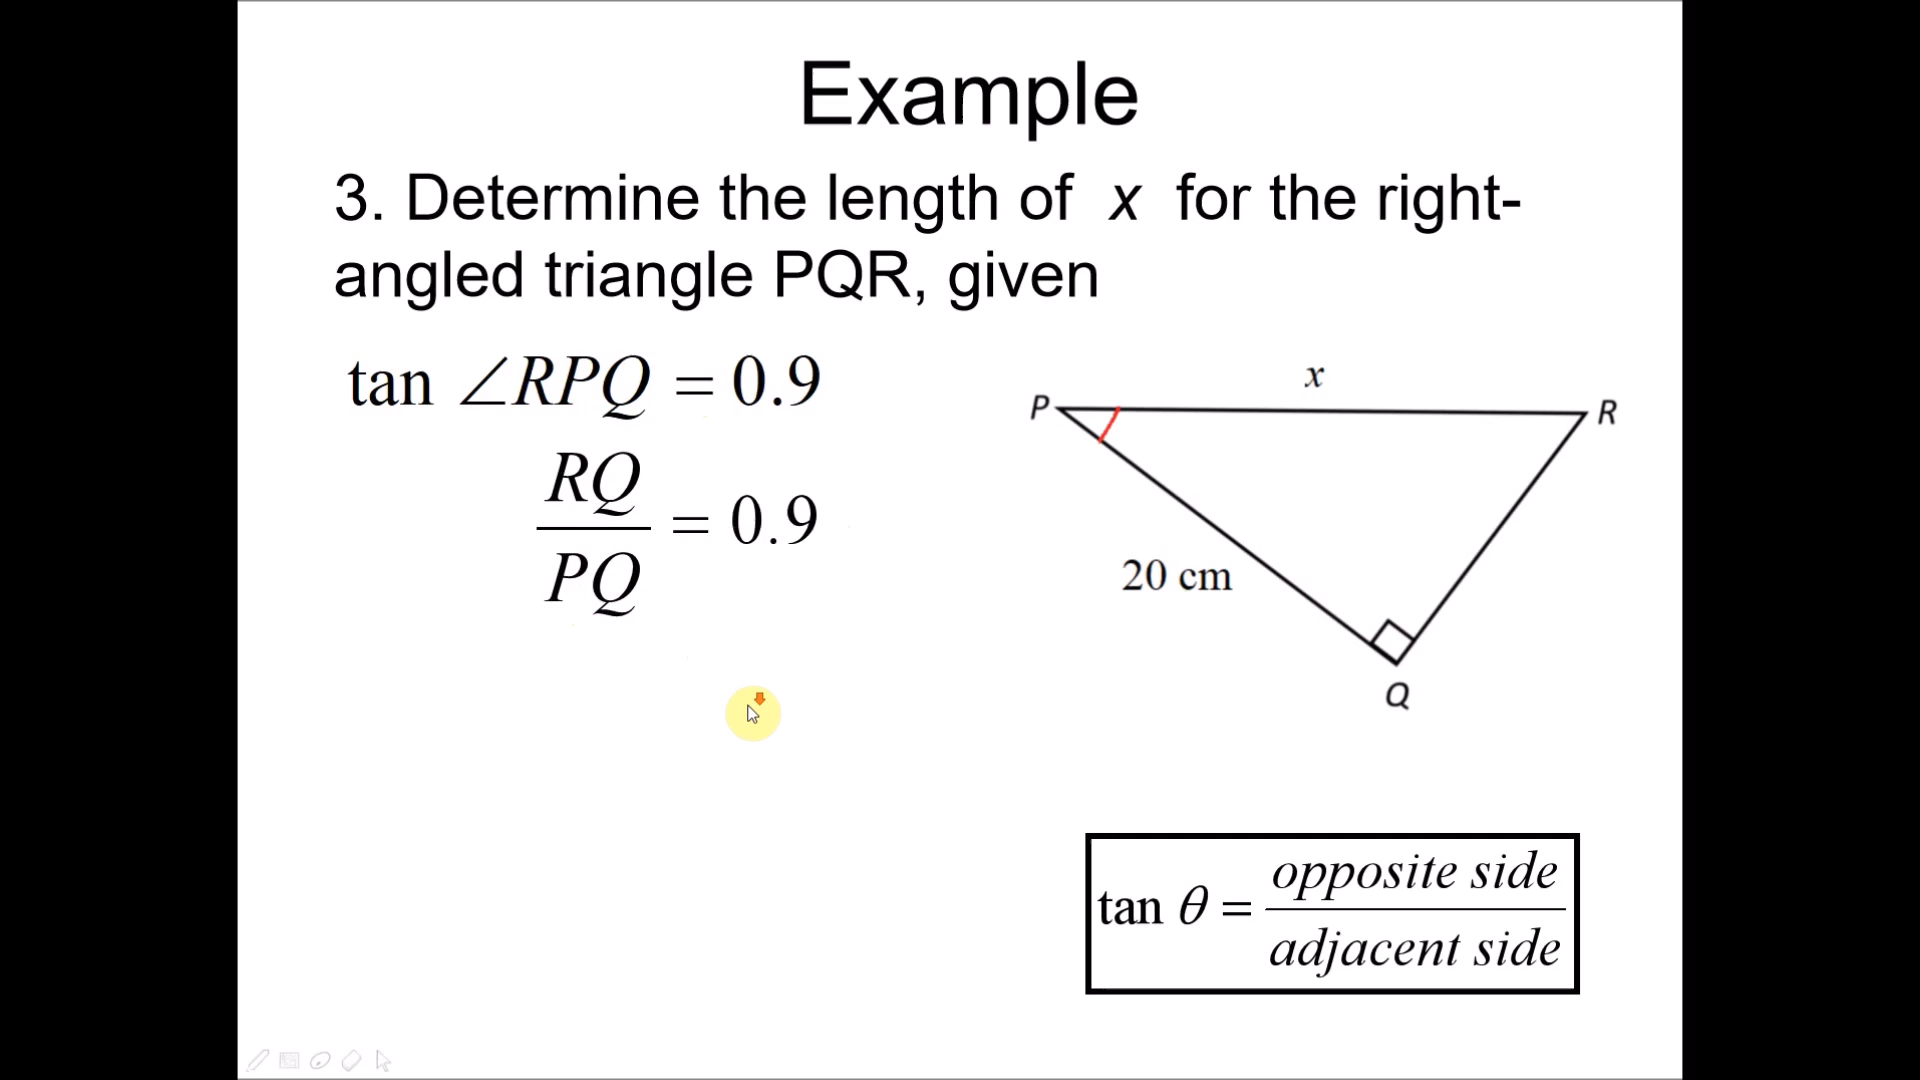 Example
3. Determine the length of x for the right-
angled triangle PQR, given
tan ∠RPQ = 0.9
RQ
PQ
= 0.9
x
P
R
20 cm
Q
tan θ =
opposite side
adjacent side